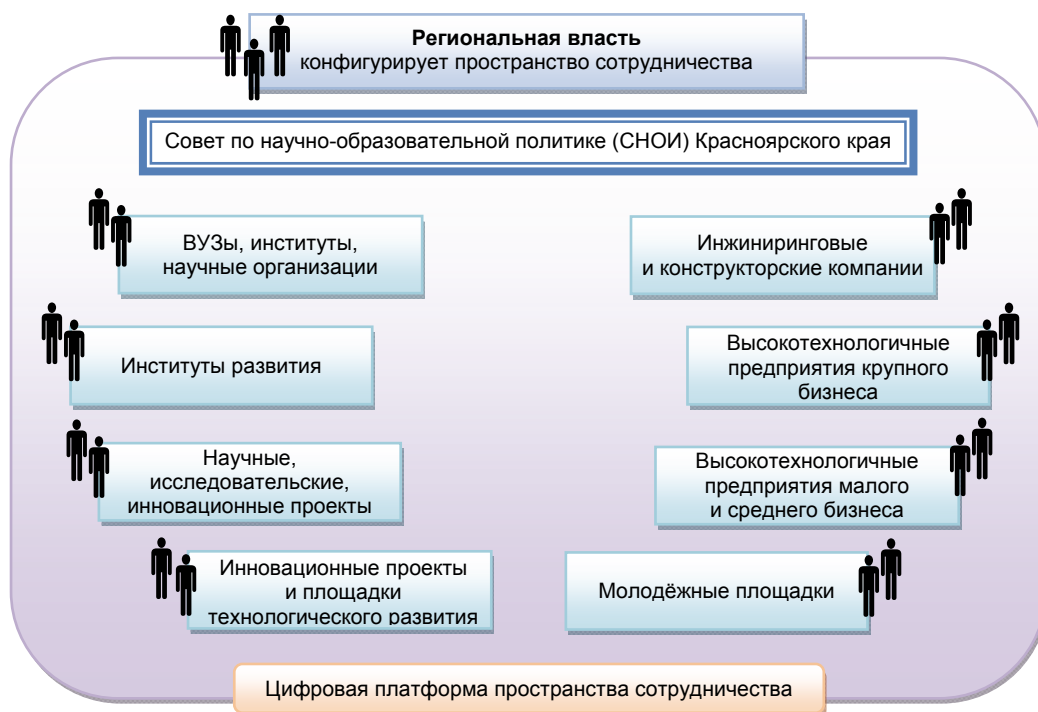 Региональная власть
конфигурирует пространство сотрудничества
Совет по научно-образовательной политике (СНОИ) Красноярского края
ВУЗы, институты,
научные организации
Инжиниринговые
и конструкторские компании
Институты развития
Высокотехнологичные
предприятия крупного
бизнеса
Научные,
исследовательские,
инновационные проекты
Высокотехнологичные
предприятия малого
и среднего бизнеса
Инновационные проекты
и площадки
технологического развития
Молодёжные площадки
Цифровая платформа пространства сотрудничества